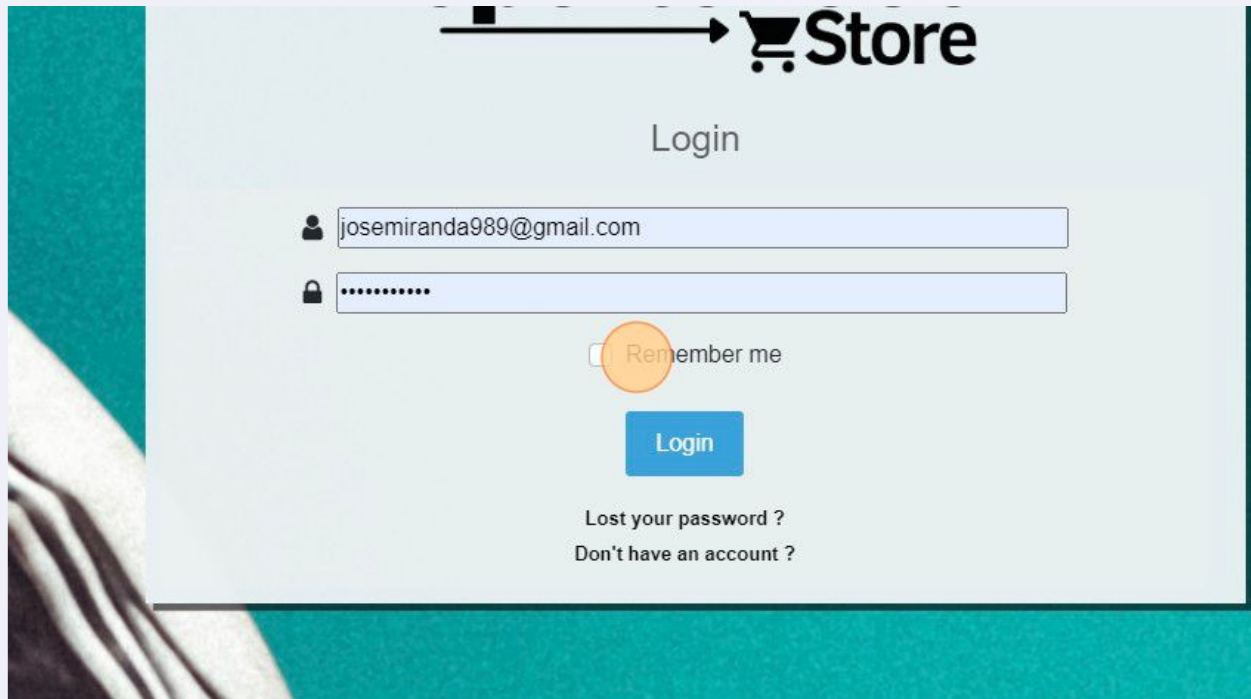 Store
Login
josemiranda989@gmail.com
•••••••••••
Remember me
Login
Lost your password ?
Don't have an account ?